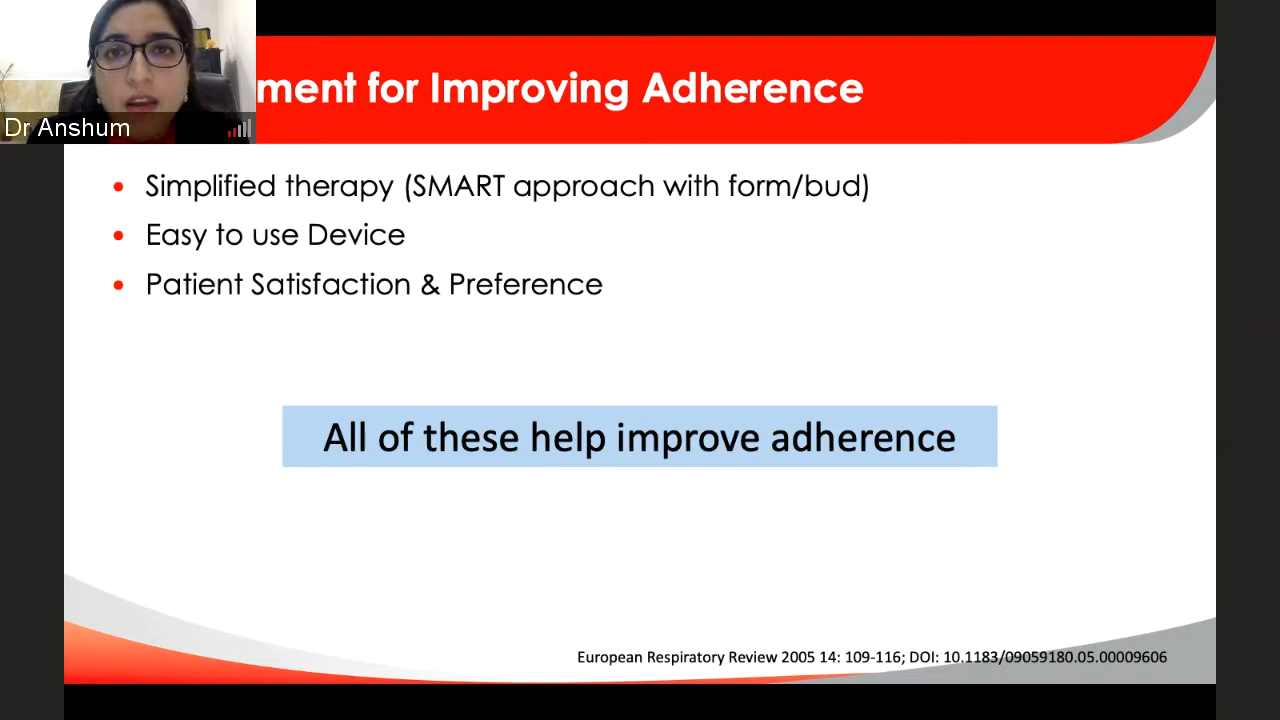 ment for Improving Adherence
Dr Anshum
• Simplified therapy (SMART approach with form/bud)
• Easy to use Device
• Patient Satisfaction & Preference
All of these help improve adherence
European Respiratory Review 2005 14: 109-116; DOI: 10.1183/09059180.05.00009606